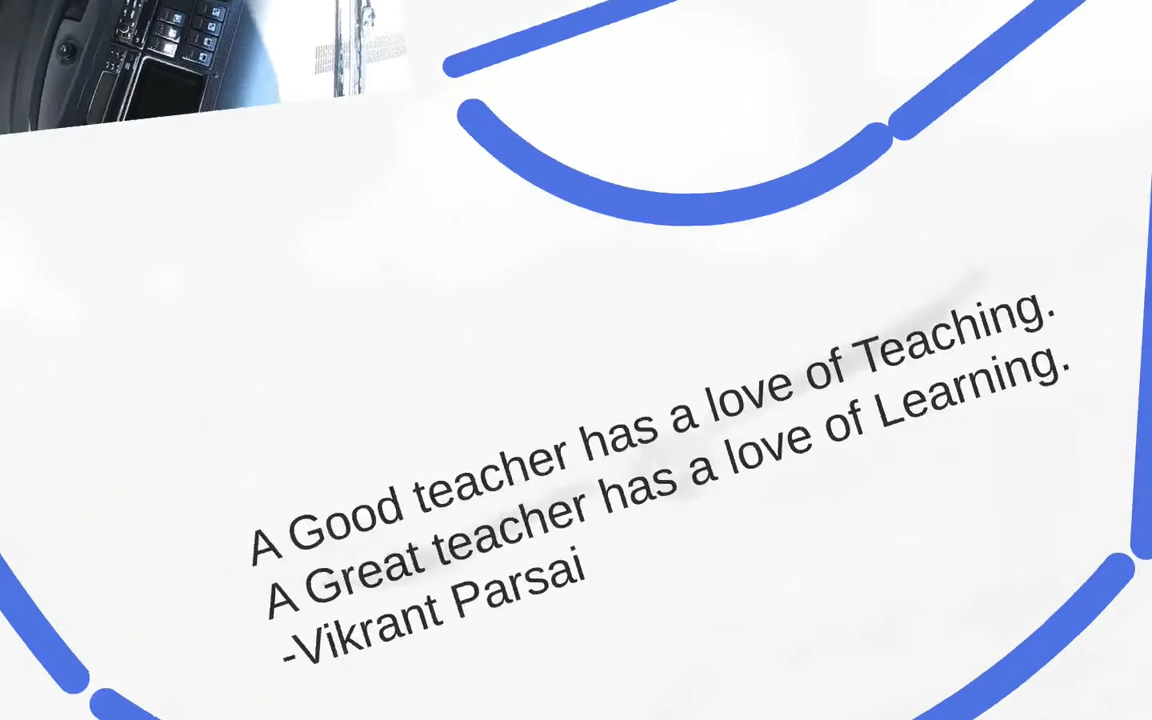 A Good teacher has a love of Teaching.
A Great teacher has a love of Learning.
-Vikrant Parsai